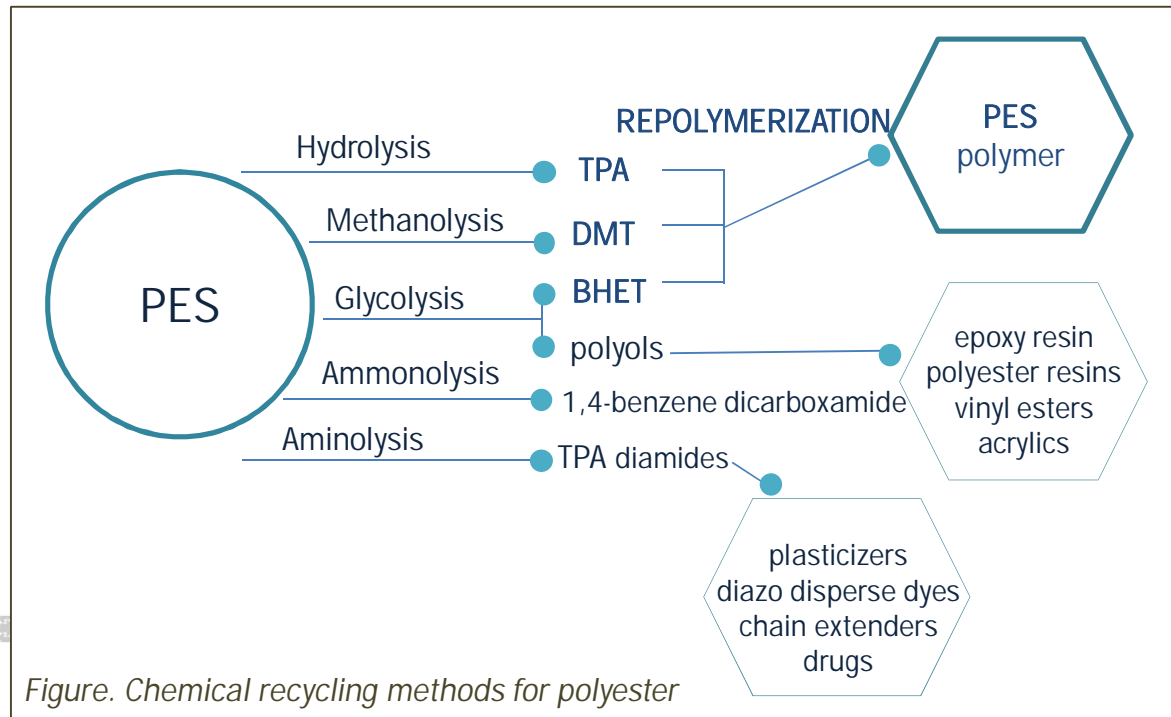 Hydrolysis
Methanolysis
Glycolysis
Ammonolysis
Aminolysis
PES
TPA
DMT
BHET
polyols
1,4-benzene dicarboxamide
TPA diamides
REPOLYMERIZATION
PES
polymer
epoxy resin
polyester resins
vinyl esters
acrylics
plasticizers
diazo disperse dyes
chain extenders
drugs
Figure. Chemical recycling methods for polyester